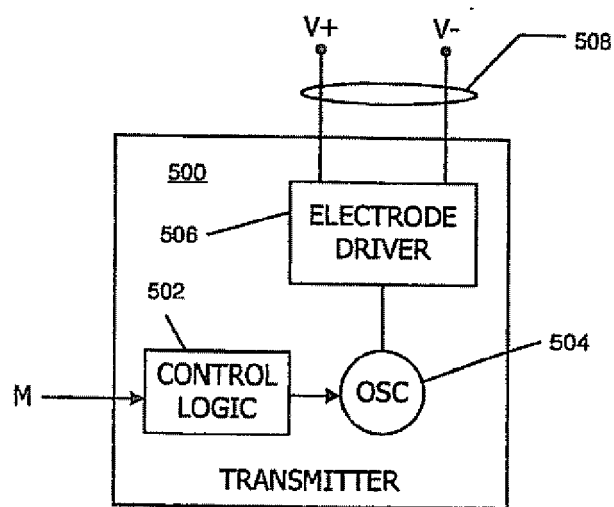 V+ V-
508
500
506
ELECTRODE
DRIVER
502
504
M
CONTROL
LOGIC
OSC
TRANSMITTER